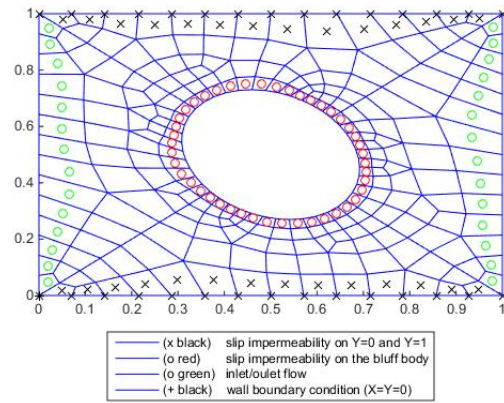 1
0.8
0.6
0.4
0.2
0
0 0.1 0.2 0.3 0.4 0.5 0.6 0.7 0.8 0.9 1
(x black) slip impermeability on Y=0 and Y=1
(o red) slip impermeability on the bluff body
(o green) inlet/oulet flow
(+ black) wall boundary condition (X=Y=0)